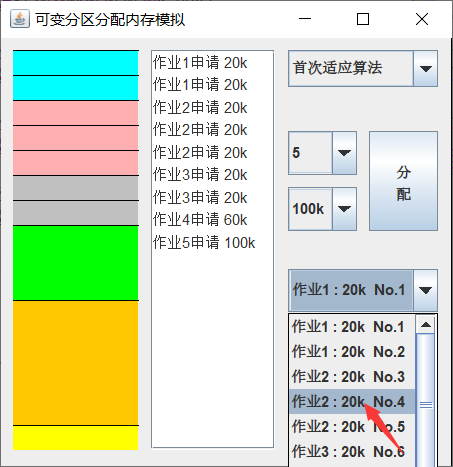 可变分区分配内存模拟
作业1申请 20k
作业1申请 20k
作业2申请 20k
作业2申请 20k
作业2申请 20k
作业3申请 20k
作业3申请 20k
作业4申请 60k
作业5申请 100k
首次适应算法
5
100k
分
配
作业1 : 20k No.1
作业1 : 20k No.1
作业1 : 20k No.2
作业2 : 20k No.3
作业2 : 20k No.4
作业2 : 20k No.5
作业3 : 20k No.6